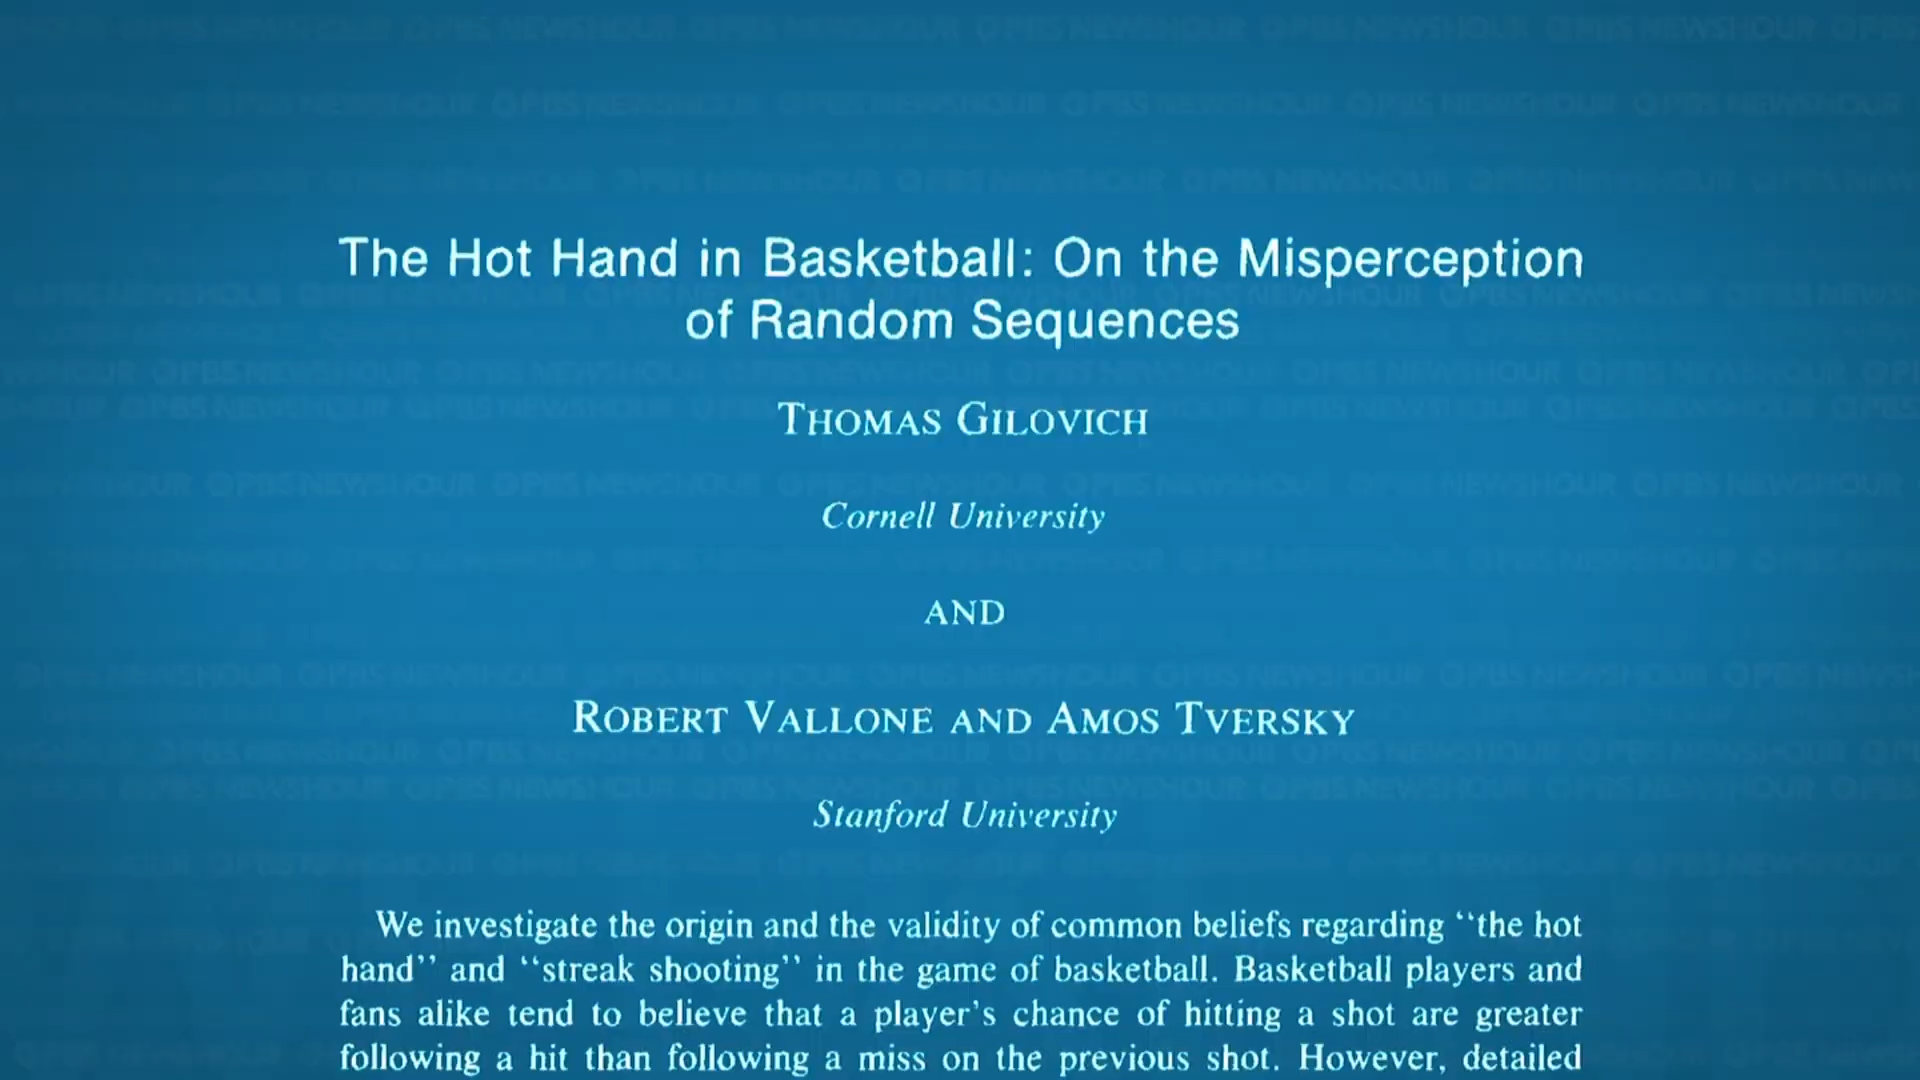 The Hot Hand in Basketball: On the Misperception
of Random Sequences
THOMAS GILOVICH
Cornell University
AND
ROBERT VALLONE AND AMOS TVERSKY
Stanford University
We investigate the origin and the validity of common beliefs regarding “the hot
hand” and “streak shooting” in the game of basketball. Basketball players and
fans alike tend to believe that a player's chance of hitting a shot are greater
following a hit than following a miss on the previous shot. However, detailed